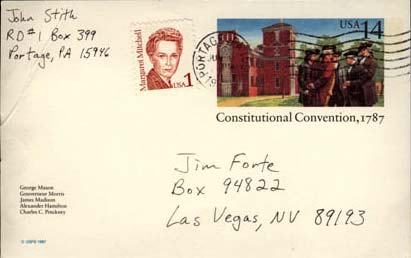 John Stith
RD#1 Box 399
Portage, PA 15946
Margaret Mitchell
USA 1
PORTAGE
USA 14
Constitutional Convention, 1787
Jim Forte
Box 94822
Las Vegas, NV 89193
George Mason
Gouverneur Morris
James Madison
Alexander Hamilton
Charles C. Pinckney
© USPS 1987